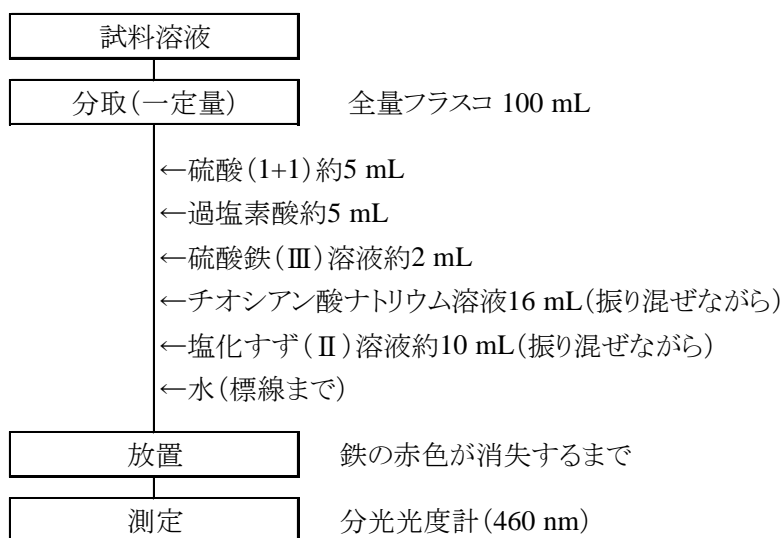 試料溶液
分取(一定量) 全量フラスコ 100 mL
←硫酸(1+1)約5 mL
←過塩素酸約5 mL
←硫酸鉄(Ⅲ)溶液約2 mL
←チオシアン酸ナトリウム溶液16 mL(振り混ぜながら)
←塩化すず(Ⅱ)溶液約10 mL(振り混ぜながら)
←水(標線まで)
放置 鉄の赤色が消失するまで
測定 分光光度計(460 nm)